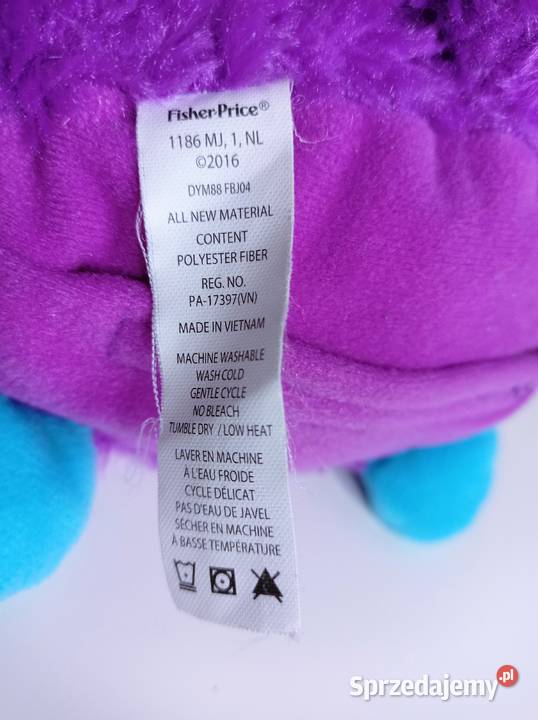 Fisher-Price®
1186 MJ, 1, NL
©2016
DYM88 FBJ04
ALL NEW MATERIAL
CONTENT
POLYESTER FIBER
REG. NO.
PA-17397(VN)
MADE IN VIETNAM
MACHINE WASHABLE
WASH COLD
GENTLE CYCLE
NO BLEACH
TUMBLE DRY / LOW HEAT
LAVER EN MACHINE
À L'EAU FROIDE
CYCLE DÉLICAT
PAS D'EAU DE JAVEL
SÉCHER EN MACHINE
À BASSE TEMPÉRATURE
Sprzedajemy.pl